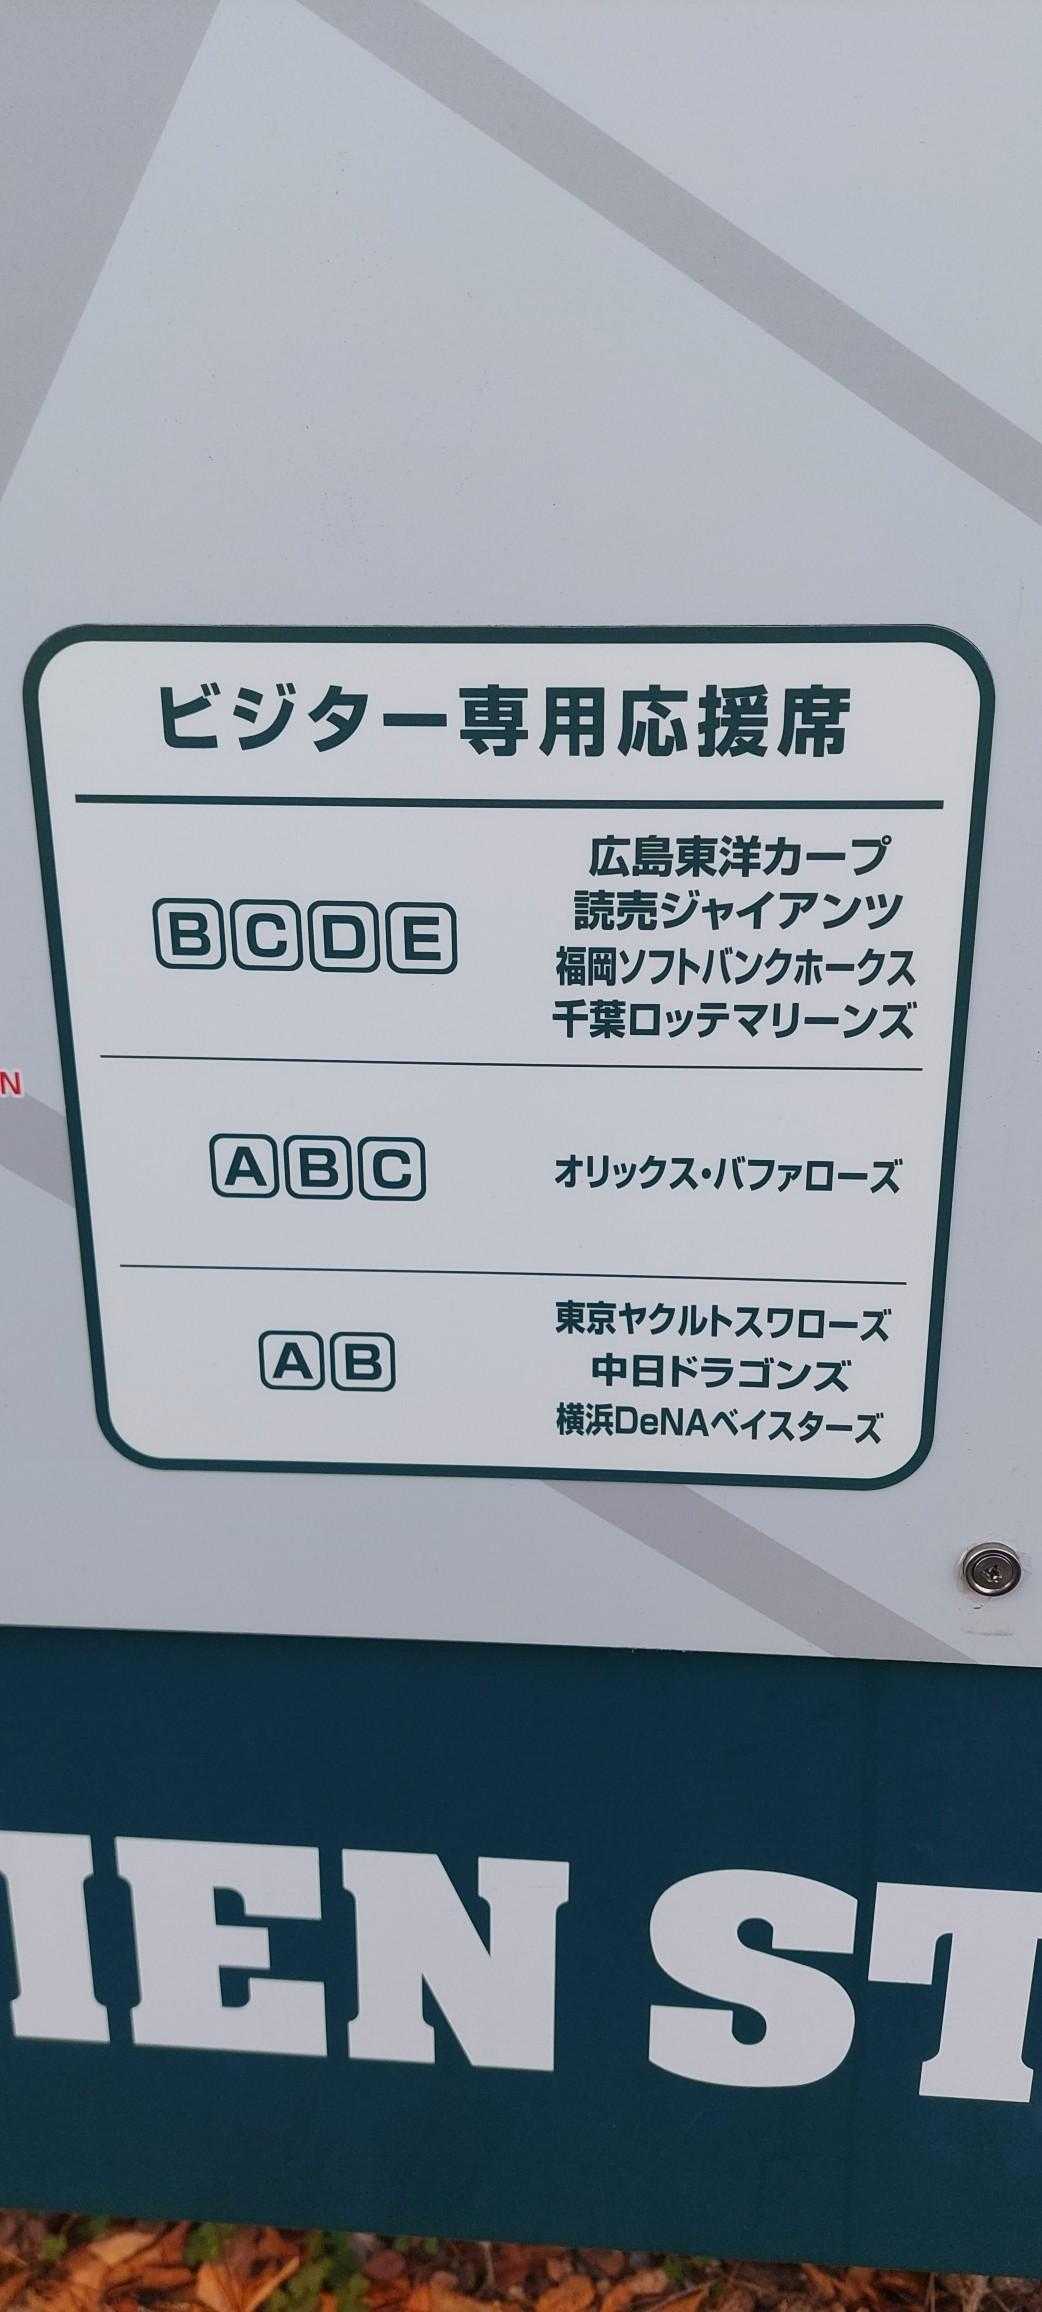 ビジター専用応援席
BCDE
広島東洋カープ
読売ジャイアンツ
福岡ソフトバンクホークス
千葉ロッテマリーンズ
N
ABC
オリックス・バファローズ
AB
東京ヤクルトスワローズ
中日ドラゴンズ
横浜DeNAベイスターズ
IEN ST